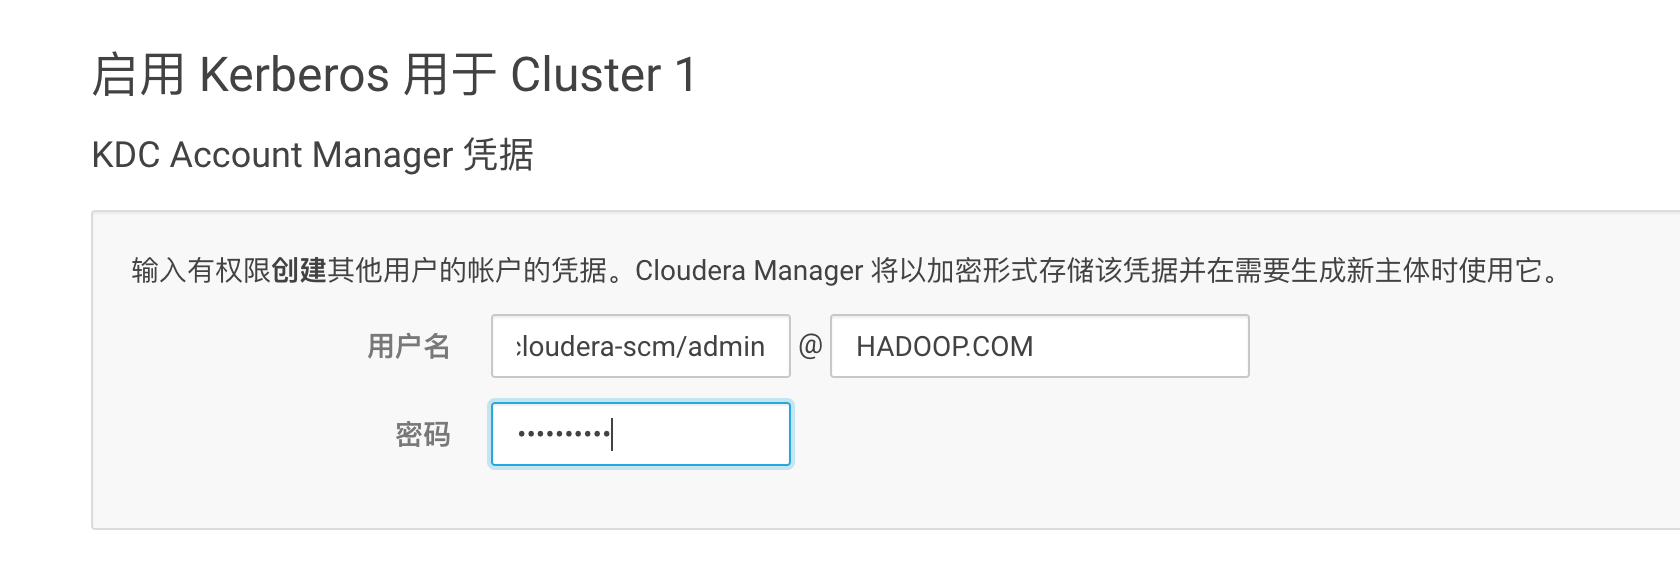 启用 Kerberos 用于 Cluster 1
KDC Account Manager 凭据
输入有权限创建其他用户的帐户的凭据。Cloudera Manager 将以加密形式存储该凭据并在需要生成新主体时使用它。
用户名 cloudera-scm/admin @ HADOOP.COM
密码 ••••••••••